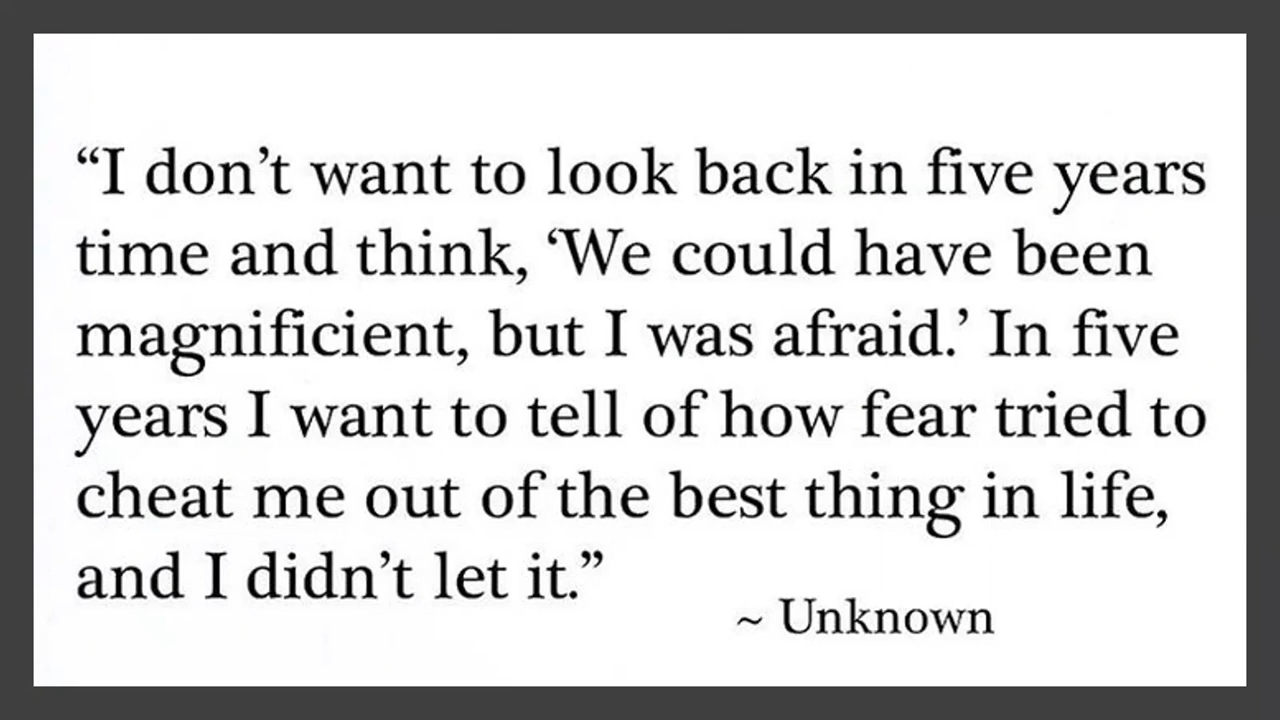 “I don’t want to look back in five years
time and think, ‘We could have been
magnificient, but I was afraid.’ In five
years I want to tell of how fear tried to
cheat me out of the best thing in life,
and I didn’t let it.”
~ Unknown